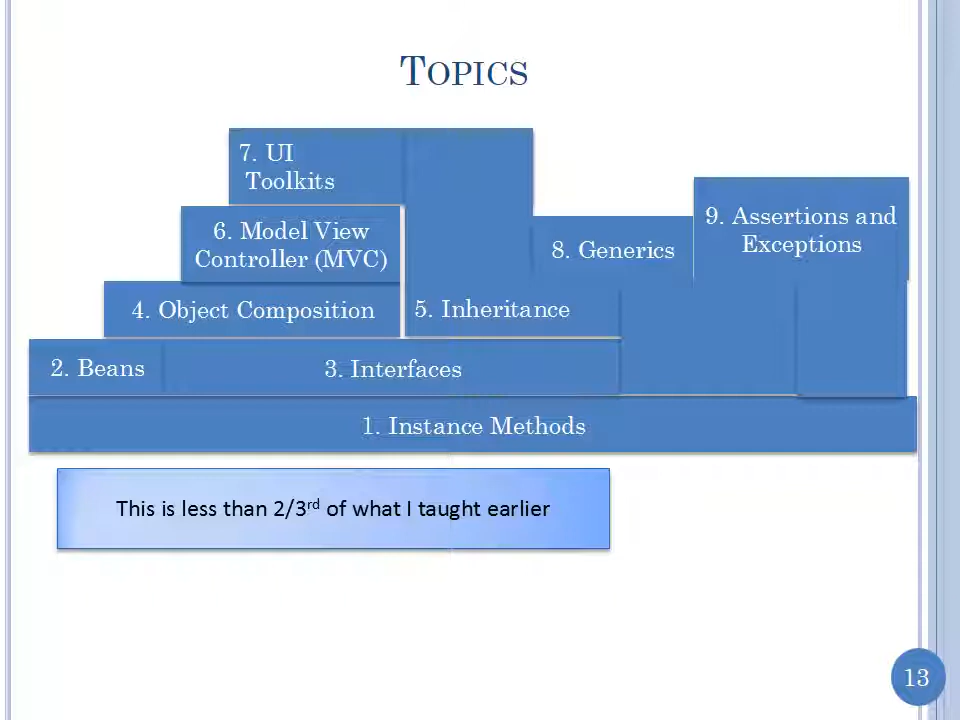 TOPICS
7. UI
Toolkits
6. Model View
Controller (MVC)
9. Assertions and
Exceptions
8. Generics
4. Object Composition
5. Inheritance
2. Beans
3. Interfaces
1. Instance Methods
This is less than 2/3rd of what I taught earlier
13